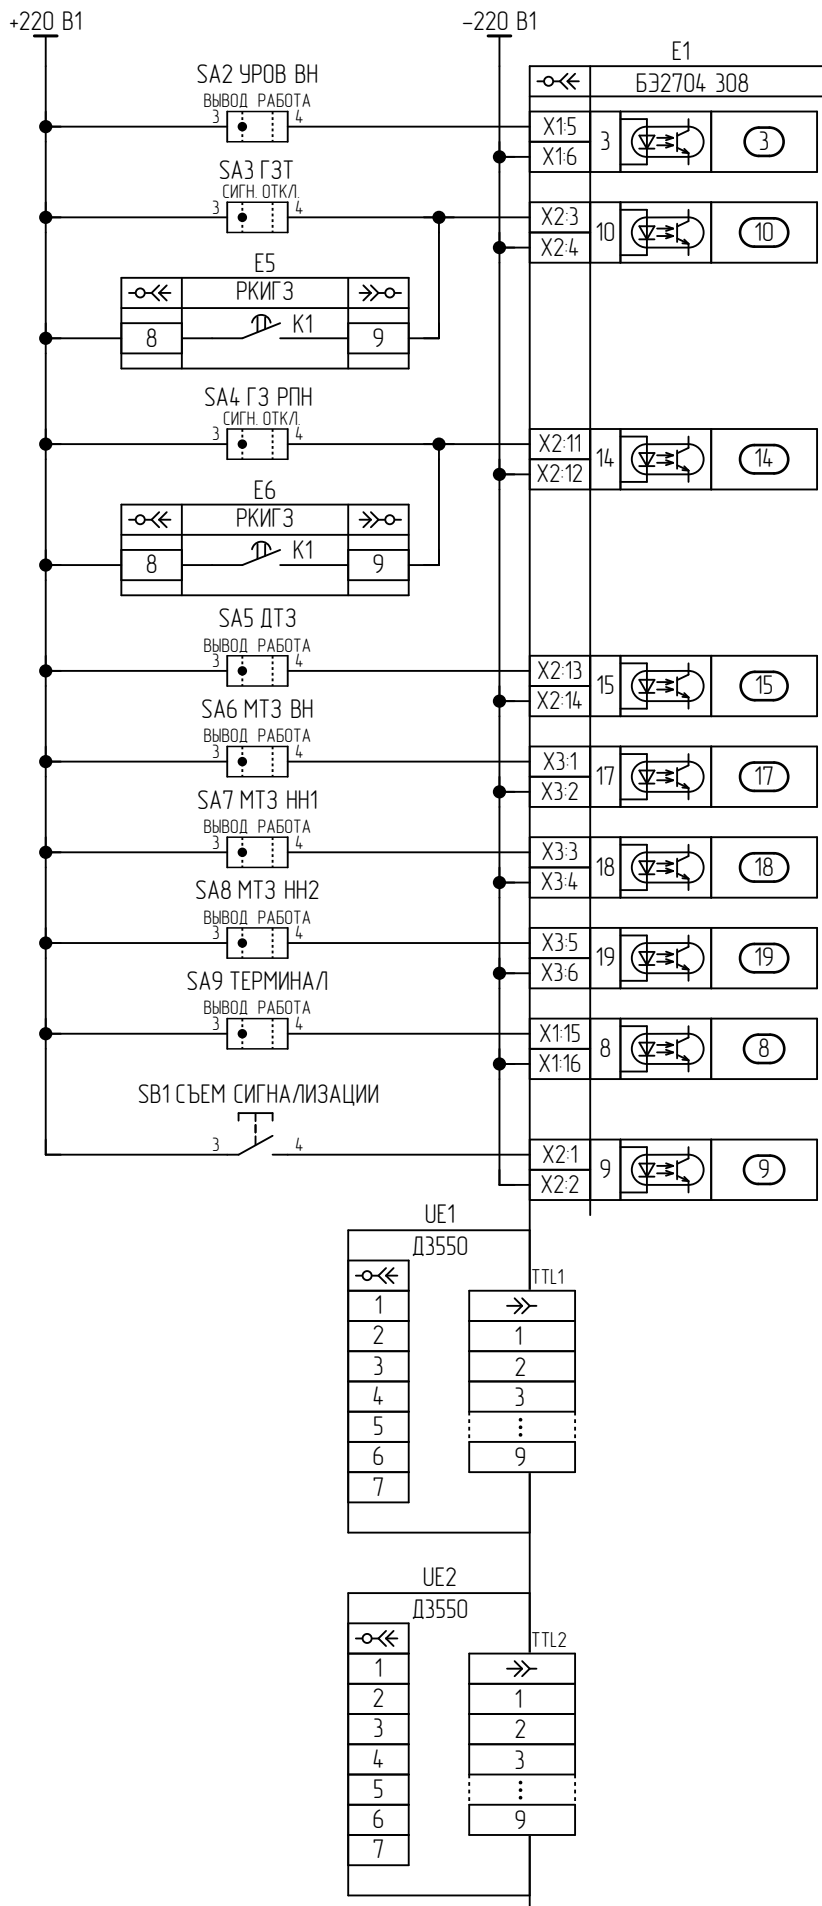 +220 В1
-220 В1
E1
БЭ2704 308
SA2 УРОВ ВН
ВЫВОД РАБОТА
3 4
X1:5
X1:6
3
3
SA3 ГЗТ
СИГН. ОТКЛ.
3 4
X2:3
X2:4
10
10
E5
РКИГЗ
8
K1
9
SA4 ГЗ РПН
СИГН. ОТКЛ.
3 4
X2:11
X2:12
14
14
E6
РКИГЗ
8
K1
9
SA5 ДТЗ
ВЫВОД РАБОТА
3 4
X2:13
X2:14
15
15
SA6 МТЗ ВН
ВЫВОД РАБОТА
3 4
X3:1
X3:2
17
17
SA7 МТЗ НН1
ВЫВОД РАБОТА
3 4
X3:3
X3:4
18
18
SA8 МТЗ НН2
ВЫВОД РАБОТА
3 4
X3:5
X3:6
19
19
SA9 ТЕРМИНАЛ
ВЫВОД РАБОТА
3 4
X1:15
X1:16
8
8
SB1 СЪЕМ СИГНАЛИЗАЦИИ
3 4
X2:1
X2:2
9
9
UE1
Д3550
1
2
3
4
5
6
7
TTL1
1
2
3
⋮
9
UE2
Д3550
1
2
3
4
5
6
7
TTL2
1
2
3
⋮
9